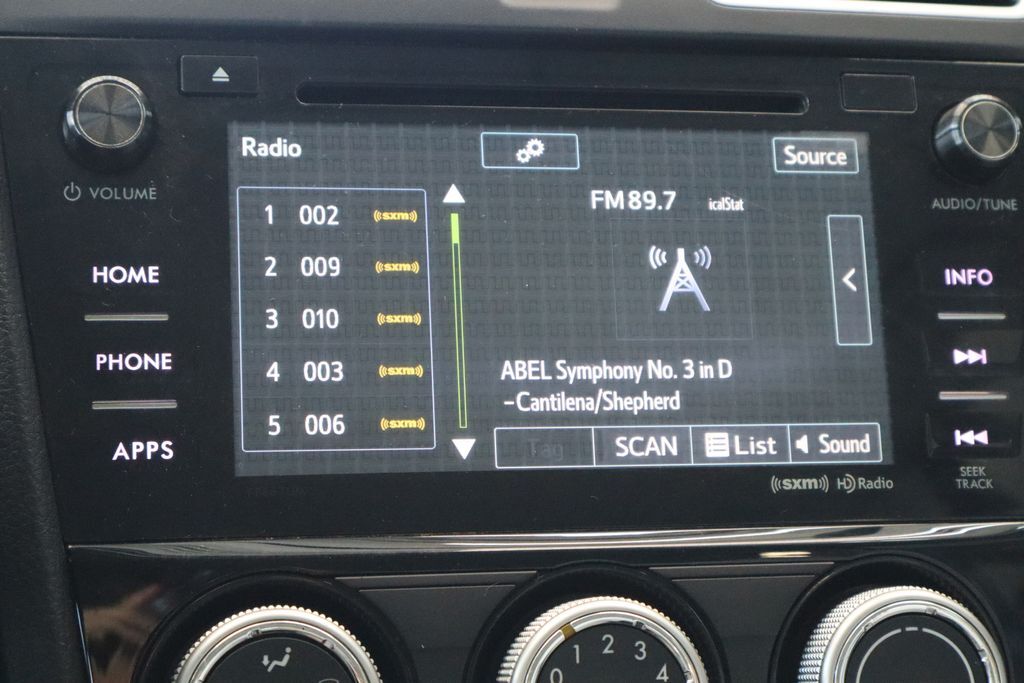 VOLUME
HOME
PHONE
APPS
Radio
Source
1 002 ((sxm))
2 009 ((sxm))
3 010 ((sxm))
4 003 ((sxm))
5 006 ((sxm))
FM 89.7 icalStat
ABEL Symphony No. 3 in D
-Cantilena/Shepherd
Tag SCAN List Sound
((sxm)) HD Radio
AUDIO/TUNE
INFO
SEEK
TRACK
0 1 2 3 4